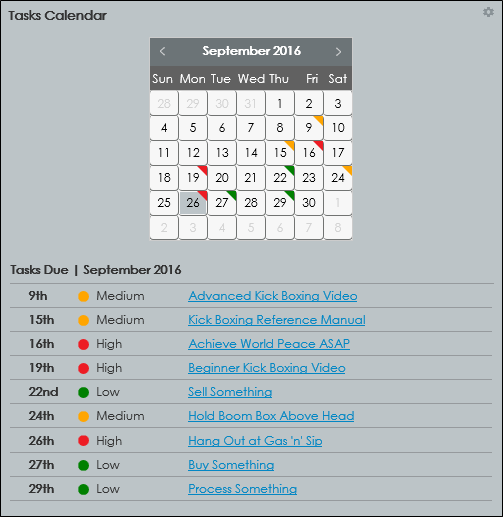 Tasks Calendar
September 2016
Sun Mon Tue Wed Thu Fri Sat
28 29 30 31 1 2 3
4 5 6 7 8 9 10
11 12 13 14 15 16 17
18 19 20 21 22 23 24
25 26 27 28 29 30 1
2 3 4 5 6 7 8
Tasks Due | September 2016
9th Medium Advanced Kick Boxing Video
15th Medium Kick Boxing Reference Manual
16th High Achieve World Peace ASAP
19th High Beginner Kick Boxing Video
22nd Low Sell Something
24th Medium Hold Boom Box Above Head
26th High Hang Out at Gas 'n' Sip
27th Low Buy Something
29th Low Process Something